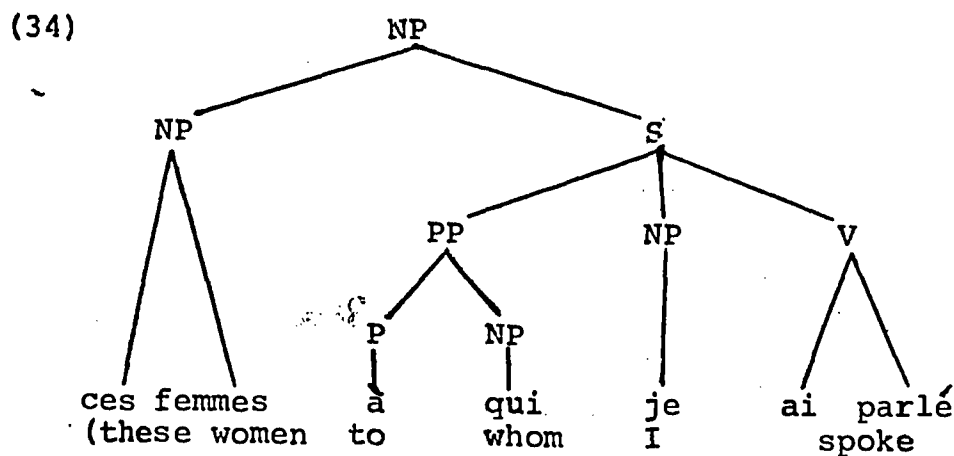 (34)
NP
NP S
PP NP V
P NP
ces femmes à qui je ai parlé
(these women to whom I spoke